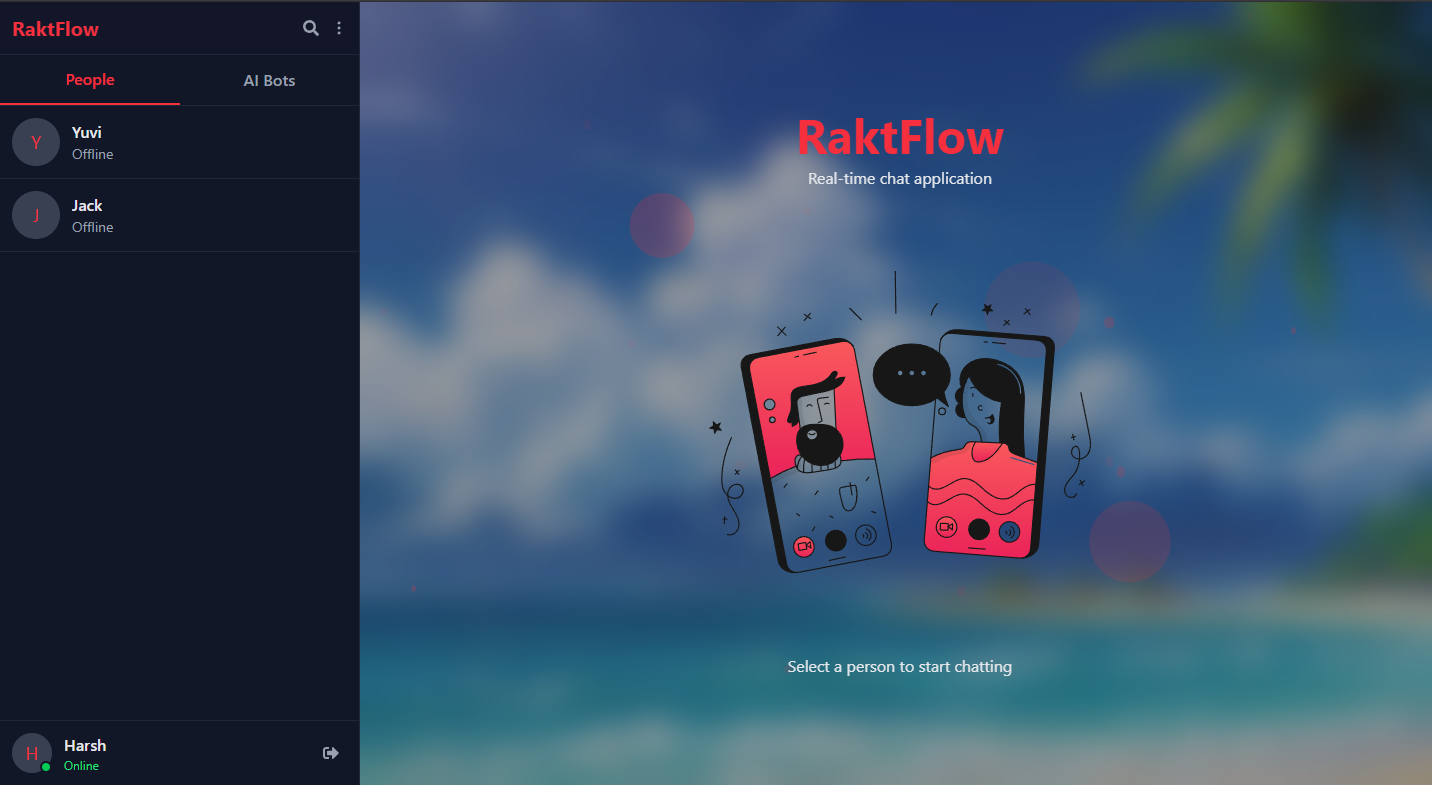 RaktFlow
People
AI Bots
Y
Yuvi
Offline
J
Jack
Offline
H
Harsh
Online
RaktFlow
Real-time chat application
Select a person to start chatting